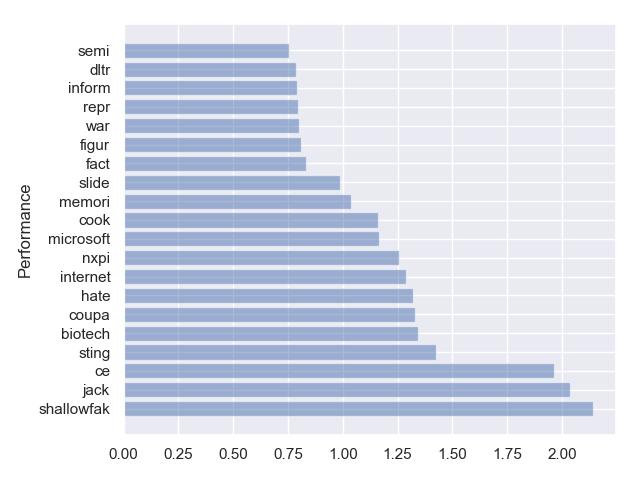 semi
dltr
inform
repr
war
figur
fact
slide
memori
cook
microsoft
nxpi
internet
hate
coupa
biotech
sting
ce
jack
shallowfak
Performance
0.00 0.25 0.50 0.75 1.00 1.25 1.50 1.75 2.00